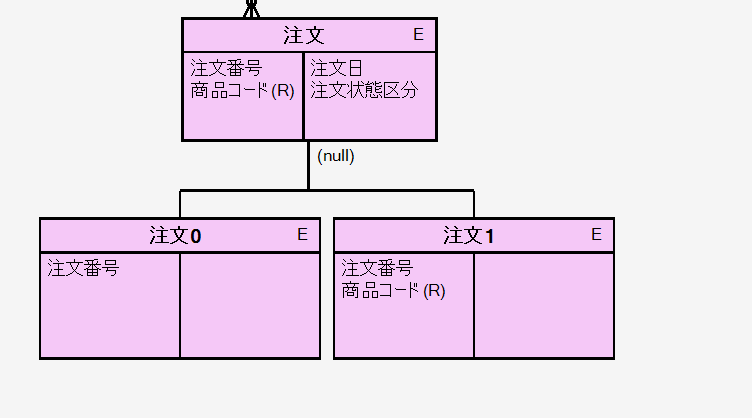 注文 E
注文番号 注文日
商品コード(R) 注文状態区分
(null)
注文0 E 注文1 E
注文番号 注文番号
商品コード(R)